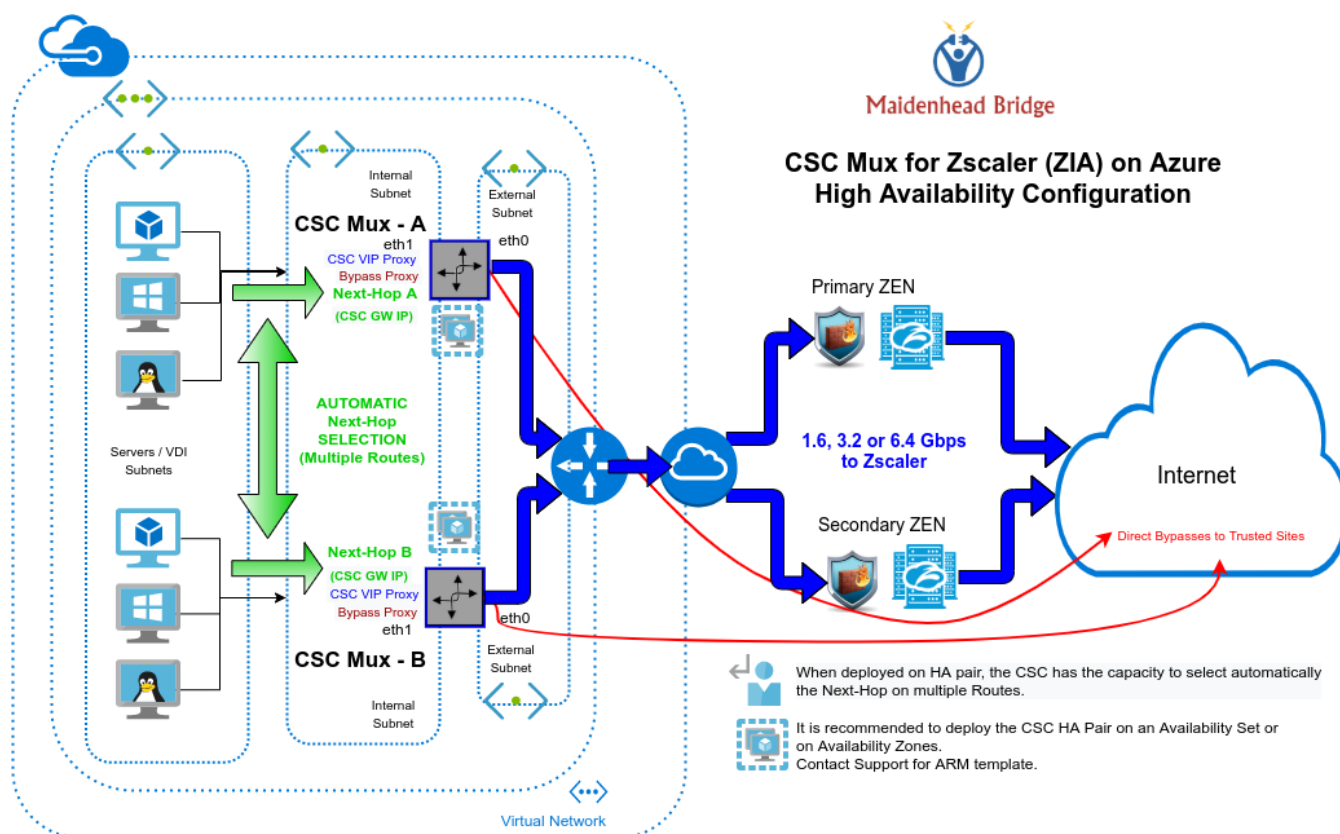 Maidenhead Bridge
CSC Mux for Zscaler (ZIA) on Azure
High Availability Configuration
Internal
Subnet
External
Subnet
CSC Mux - A
eth1
eth0
CSC VIP Proxy
Bypass Proxy
Next-Hop A
(CSC GW IP)
AUTOMATIC
Next-Hop
SELECTION
(Multiple Routes)
Servers / VDI
Subnets
Next-Hop B
(CSC GW IP)
CSC VIP Proxy
Bypass Proxy
eth1
eth0
CSC Mux - B
External
Subnet
Internal
Subnet
Virtual Network
Primary ZEN
1.6, 3.2 or 6.4 Gbps
to Zscaler
Secondary ZEN
Internet
Direct Bypasses to Trusted Sites
When deployed on HA pair, the CSC has the capacity to select automatically
the Next-Hop on multiple Routes.
It is recommended to deploy the CSC HA Pair on an Availability Set or
on Availability Zones.
Contact Support for ARM template.